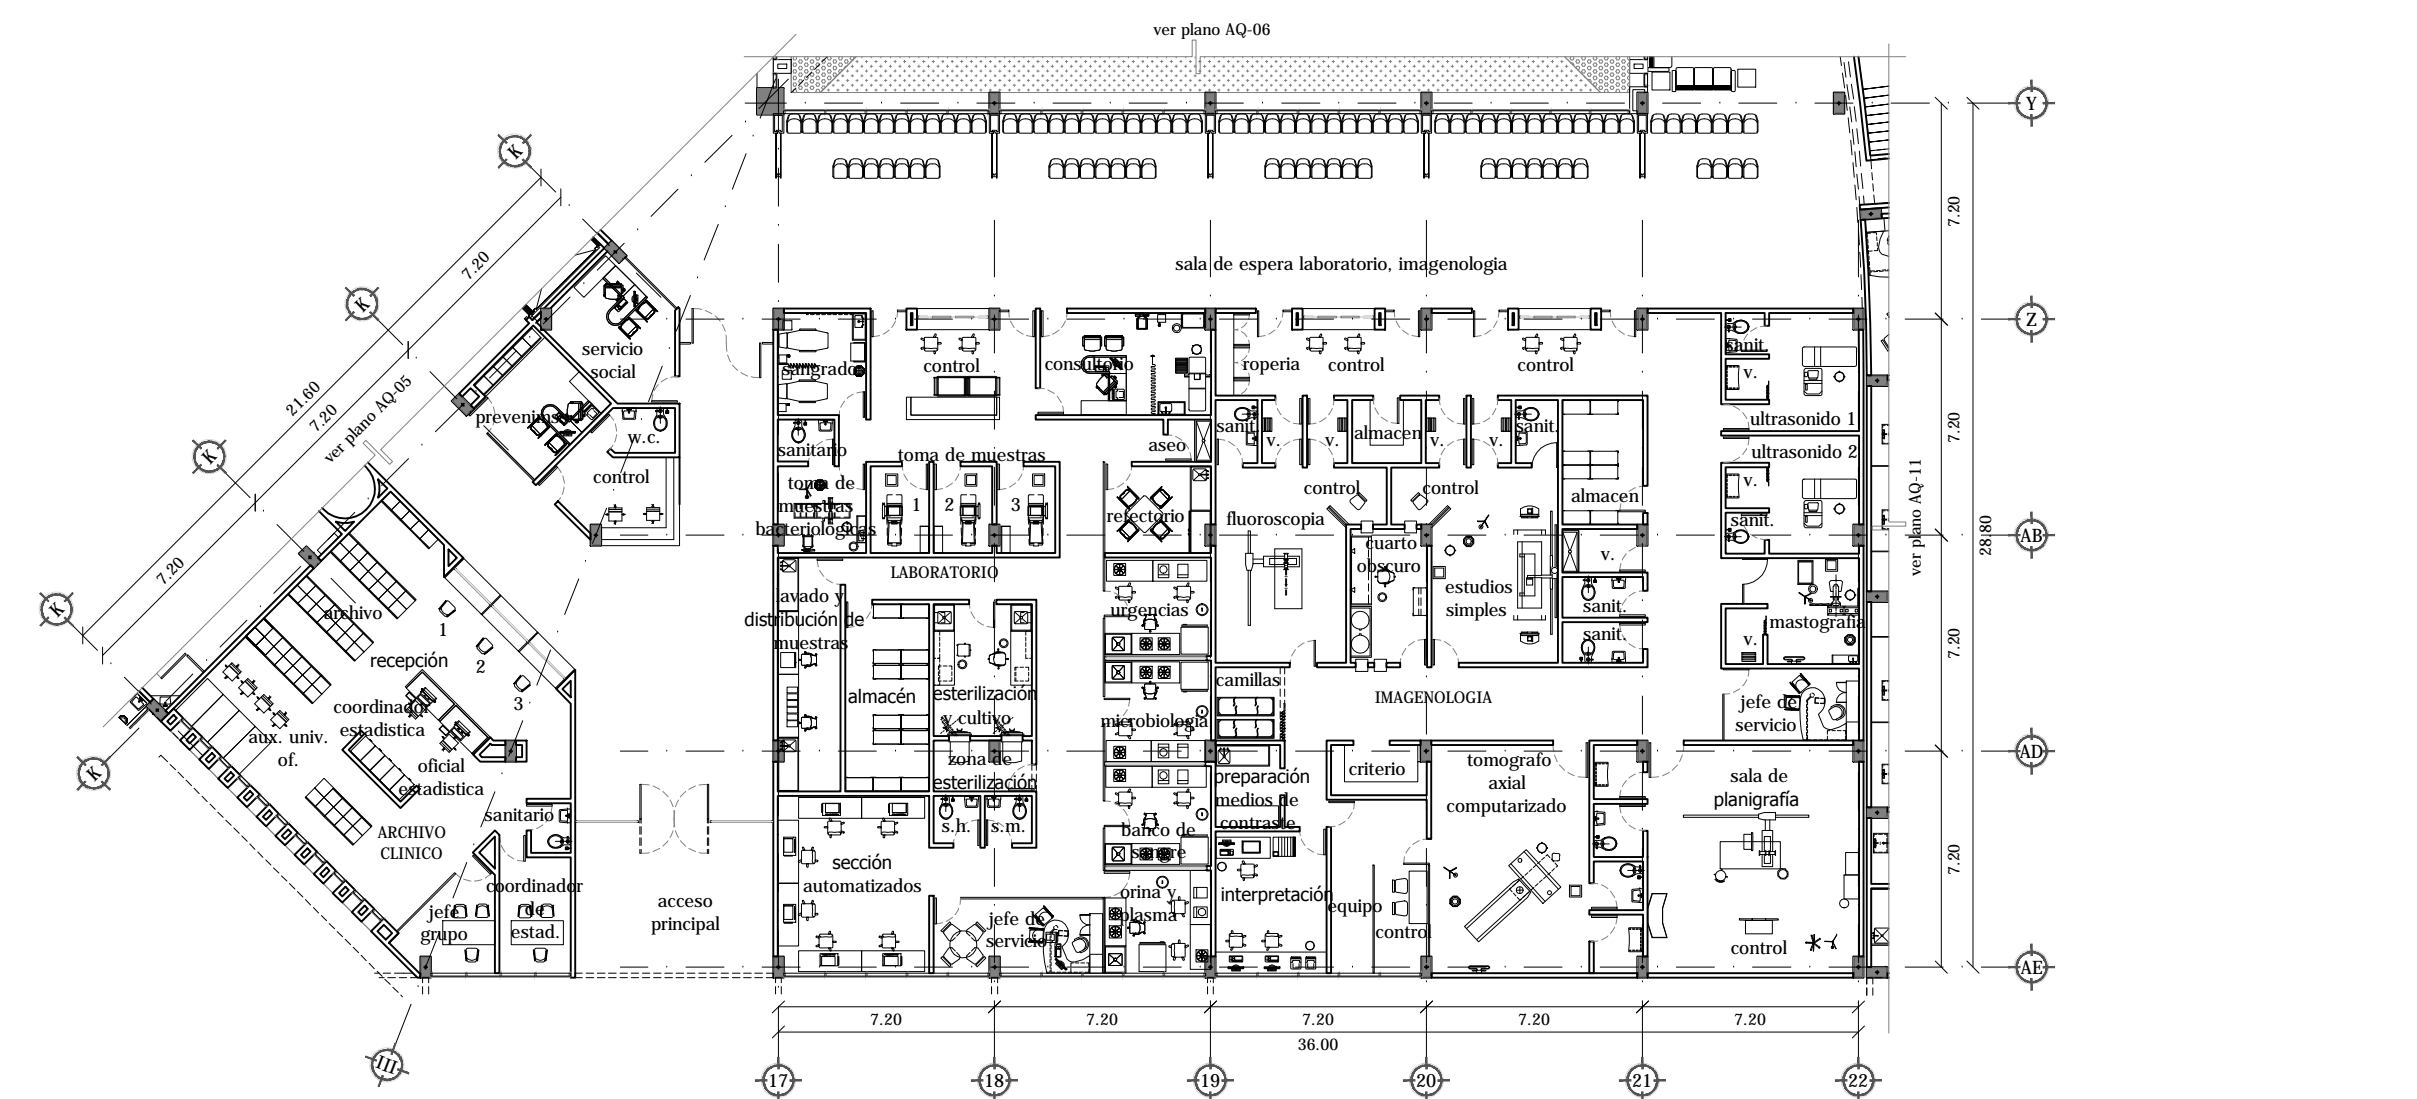 ver plano AQ-06
K
Y
7.20
7.20
sala de espera laboratorio, imagenologia
K
Z
servicio
social
sangrado
control
consultorio
roperia
control
control
sanit.
v.
21.60
7.20
ver plano AQ-05
prevenimss
w.c.
control
sanitario
toma de muestras
aseo
sanit.
v.
v.
almacen
v.
v.
sanit.
ultrasonido 1
ultrasonido 2
7.20
K
toma de
muestras
bacteriologicas
1
2
3
refectorio
control
control
fluoroscopia
almacen
v.
sanit.
ver plano AQ-11
28.80
AB
7.20
LABORATORIO
cuarto
obscuro
v.
estudios
simples
sanit.
sanit.
K
archivo
1
2
3
recepción
lavado y
distribución de
muestras
urgencias
mastografia
v.
7.20
coordinador
estadistica
aux. univ.
of.
oficial
estadistica
almacén
esterilización
y cultivo
microbiologia
camillas
IMAGENOLOGIA
jefe de
servicio
K
zona de
esterilización
preparación
medios de
contraste
criterio
tomografo
axial
computarizado
sala de
planigrafía
AD
ARCHIVO
CLINICO
sanitario
s.h.
s.m.
banco de
sangre
sección
automatizados
7.20
coordinador
de
estad.
jefe
grupo
acceso
principal
jefe de
servicio
orina y
plasma
interpretación
equipo
control
control
AE
7.20
7.20
7.20
7.20
7.20
36.00
III
17
18
19
20
21
22